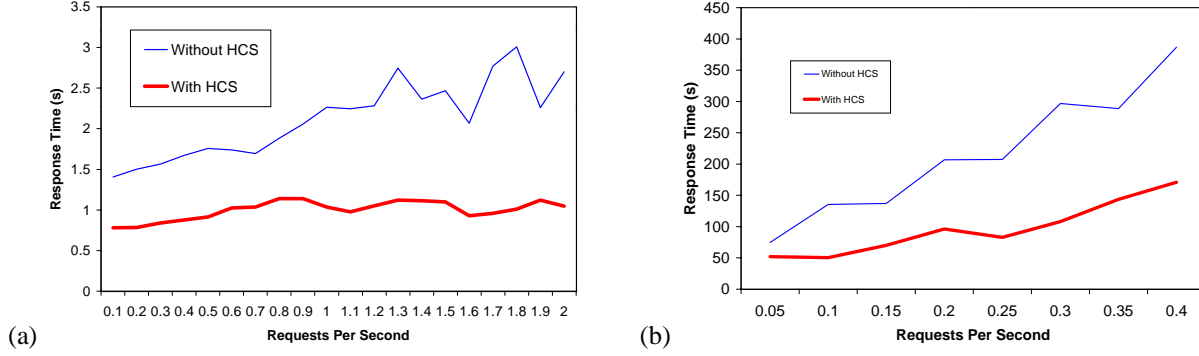 3.5
3
2.5
2
1.5
1
0.5
0
Response Time (s)
Without HCS
With HCS
0.1 0.2 0.3 0.4 0.5 0.6 0.7 0.8 0.9 1 1.1 1.2 1.3 1.4 1.5 1.6 1.7 1.8 1.9 2
Requests Per Second
(a)
450
400
350
300
250
200
150
100
50
0
Response Time (s)
Without HCS
With HCS
0.05 0.1 0.15 0.2 0.25 0.3 0.35 0.4
Requests Per Second
(b)